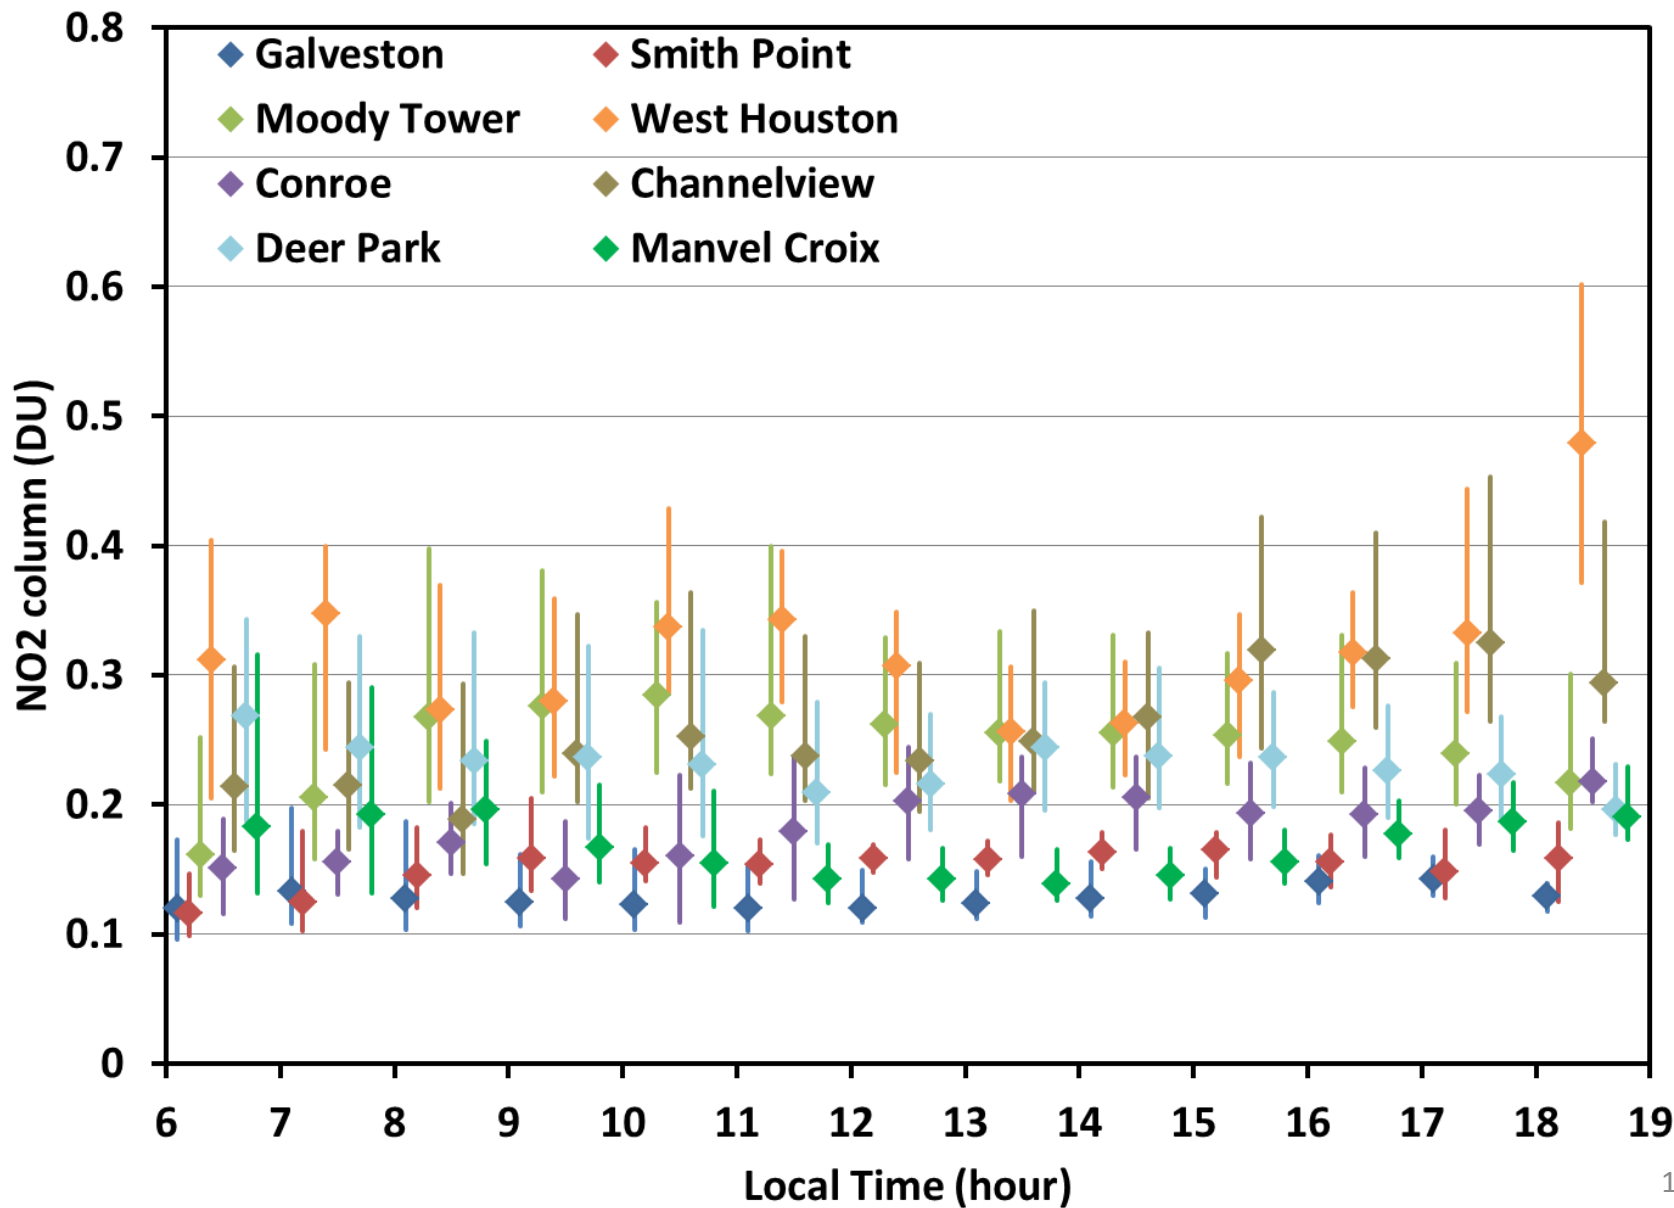 0.8
Galveston Smith Point
Moody Tower West Houston
0.7
Conroe Channelview
Deer Park Manvel Croix
0.6
0.5
0.4
0.3
0.2
0.1
0
NO2 column (DU)
6 7 8 9 10 11 12 13 14 15 16 17 18 19
Local Time (hour)
1